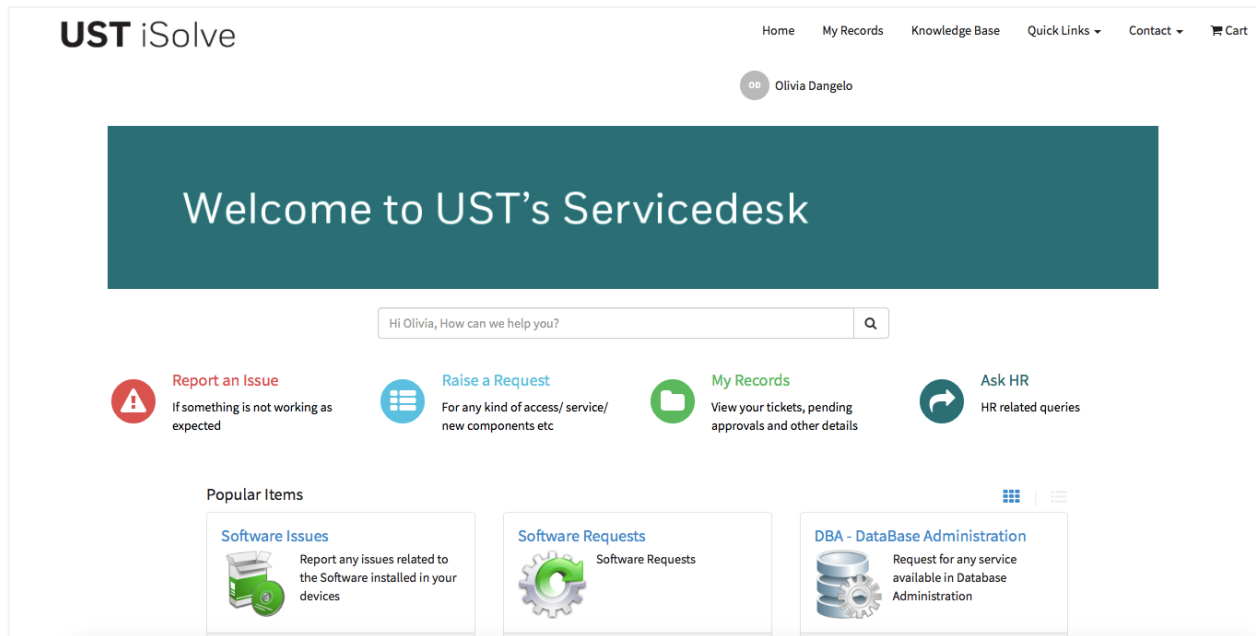 UST iSolve
Home My Records Knowledge Base Quick Links Contact Cart
OD Olivia Dangelo
Welcome to UST's Servicedesk
Hi Olivia, How can we help you?
Report an Issue
If something is not working as
expected
Raise a Request
For any kind of access/ service/
new components etc
My Records
View your tickets, pending
approvals and other details
Ask HR
HR related queries
Popular Items
Software Issues
Report any issues related to
the Software installed in your
devices
Software Requests
Software Requests
DBA - DataBase Administration
Request for any service
available in Database
Administration